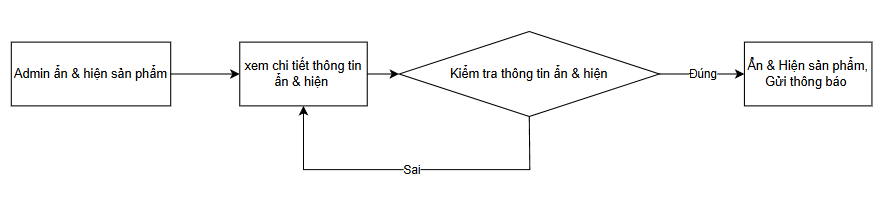 Admin ẩn & hiện sản phẩm
xem chi tiết thông tin
ẩn & hiện
Kiểm tra thông tin ẩn & hiện
Đúng
Ẩn & Hiện sản phẩm,
Gửi thông báo
Sai